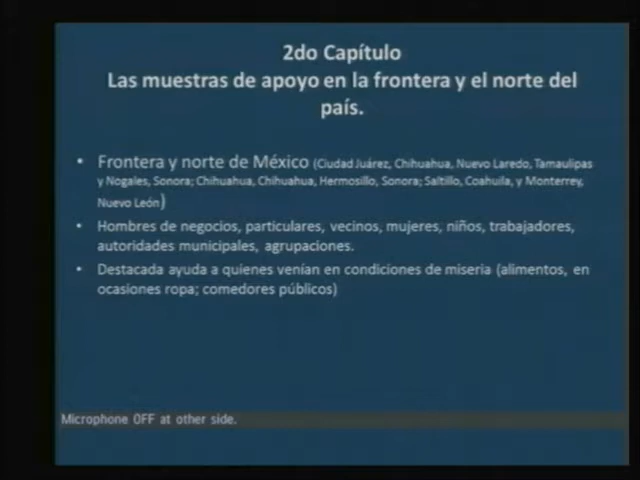 2do Capítulo
Las muestras de apoyo en la frontera y el norte del
país.
• Frontera y norte de México (Ciudad Juárez, Chihuahua, Nuevo Laredo, Tamaulipas
y Nogales, Sonora; Chihuahua, Chihuahua, Hermosillo, Sonora; Saltillo, Coahuila, y Monterrey,
Nuevo León)
• Hombres de negocios, particulares, vecinos, mujeres, niños, trabajadores,
autoridades municipales, agrupaciones.
• Destacada ayuda a quienes venían en condiciones de miseria (alimentos, en
ocasiones ropa; comedores públicos)
Microphone OFF at other side.